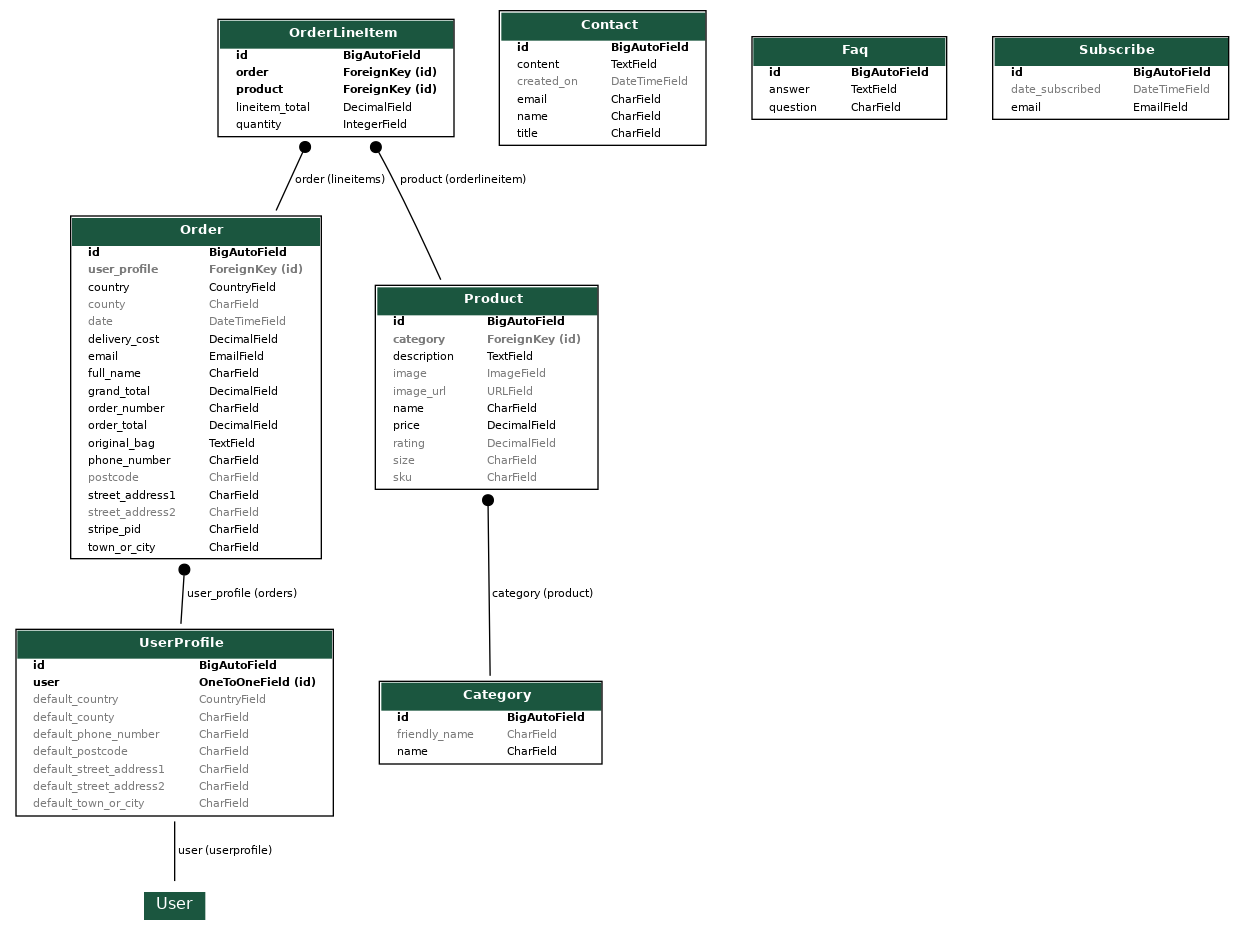 OrderLineItem
id BigAutoField
order ForeignKey (id)
product ForeignKey (id)
lineitem_total DecimalField
quantity IntegerField
Contact
id BigAutoField
content TextField
created_on DateTimeField
email CharField
name CharField
title CharField
Faq
id BigAutoField
answer TextField
question CharField
Subscribe
id BigAutoField
date_subscribed DateTimeField
email EmailField
order (lineitems)
product (orderlineitem)
Order
id BigAutoField
user_profile ForeignKey (id)
country CountryField
county CharField
date DateTimeField
delivery_cost DecimalField
email EmailField
full_name CharField
grand_total DecimalField
order_number CharField
order_total DecimalField
original_bag TextField
phone_number CharField
postcode CharField
street_address1 CharField
street_address2 CharField
stripe_pid CharField
town_or_city CharField
Product
id BigAutoField
category ForeignKey (id)
description TextField
image ImageField
image_url URLField
name CharField
price DecimalField
rating DecimalField
size CharField
sku CharField
user_profile (orders)
category (product)
UserProfile
id BigAutoField
user OneToOneField (id)
default_country CountryField
default_county CharField
default_phone_number CharField
default_postcode CharField
default_street_address1 CharField
default_street_address2 CharField
default_town_or_city CharField
Category
id BigAutoField
friendly_name CharField
name CharField
user (userprofile)
User